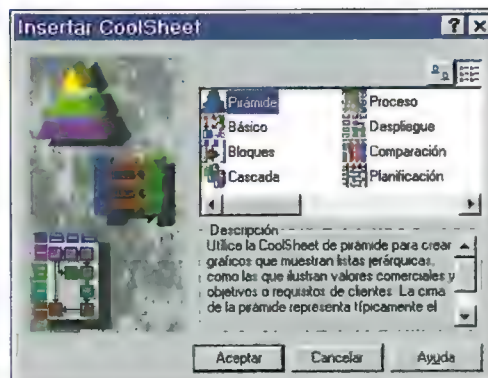 Insertar CoolSheet
Pirámide
Proceso
Básico
Despliegue
Bloques
Comparación
Cascada
Planificación
Descripción
Utilice la CoolSheet de pirámide para crear
gráficos que muestran listas jerárquicas,
como las que ilustran valores comerciales y
objetivos o requisitos de clientes. La cima
de la pirámide representa típicamente el
Aceptar
Cancelar
Ayuda